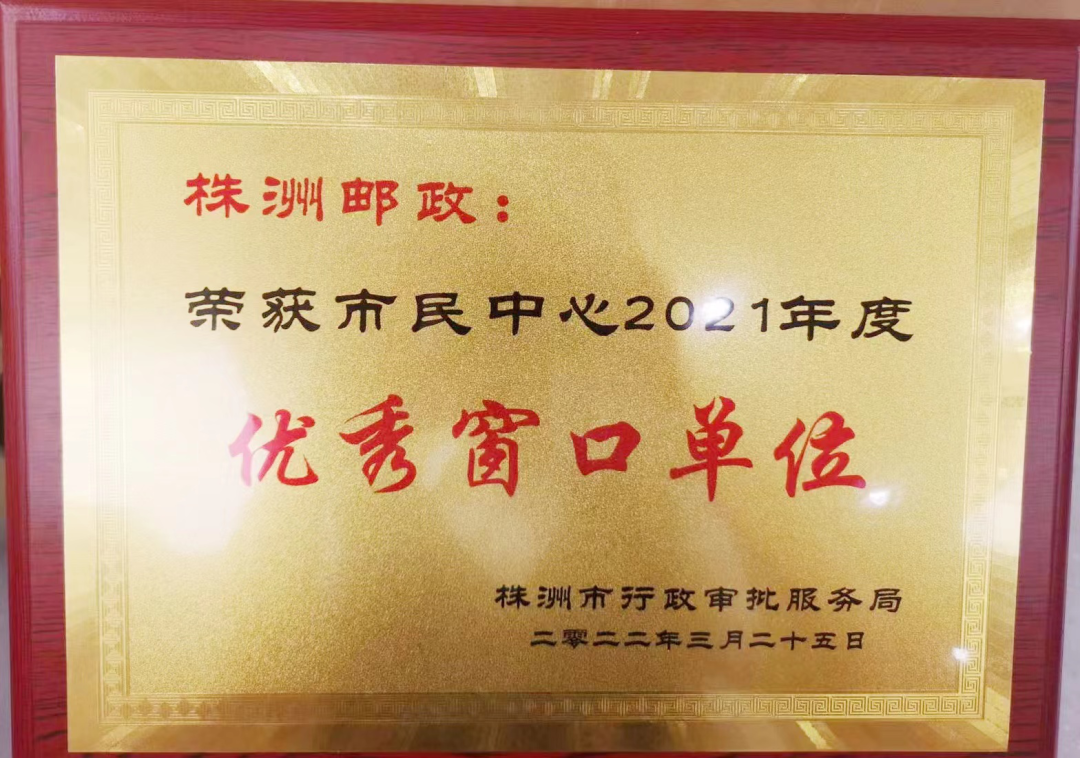 株洲邮政：
荣获市民中心2021年度
优秀窗口单位
株洲市行政审批服务局
二零二二年三月二十五日